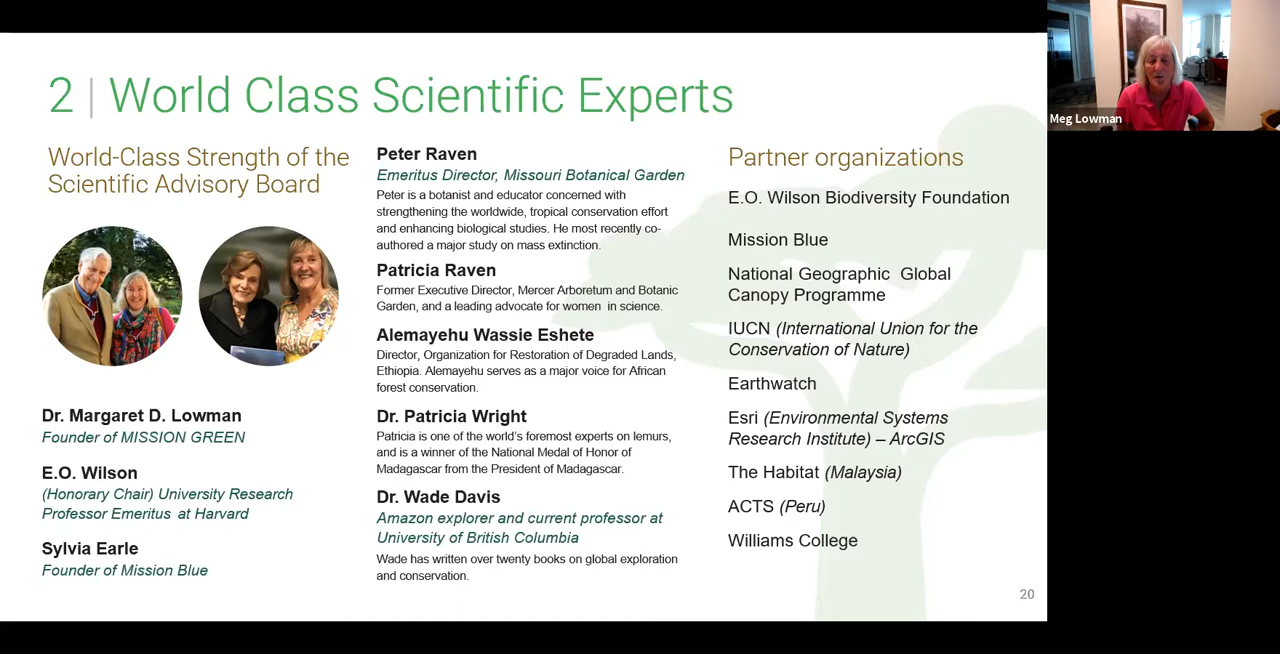 2 | World Class Scientific Experts
World-Class Strength of the
Scientific Advisory Board
Dr. Margaret D. Lowman
Founder of MISSION GREEN
E.O. Wilson
(Honorary Chair) University Research
Professor Emeritus at Harvard
Sylvia Earle
Founder of Mission Blue
Peter Raven
Emeritus Director, Missouri Botanical Garden
Peter is a botanist and educator concerned with
strengthening the worldwide, tropical conservation effort
and enhancing biological studies. He most recently co-
authored a major study on mass extinction.
Patricia Raven
Former Executive Director, Mercer Arboretum and Botanic
Garden, and a leading advocate for women in science.
Alemayehu Wassie Eshete
Director, Organization for Restoration of Degraded Lands,
Ethiopia. Alemayehu serves as a major voice for African
forest conservation.
Dr. Patricia Wright
Patricia is one of the world's foremost experts on lemurs,
and is a winner of the National Medal of Honor of
Madagascar from the President of Madagascar.
Dr. Wade Davis
Amazon explorer and current professor at
University of British Columbia
Wade has written over twenty books on global exploration
and conservation.
Partner organizations
E.O. Wilson Biodiversity Foundation
Mission Blue
National Geographic Global
Canopy Programme
IUCN (International Union for the
Conservation of Nature)
Earthwatch
Esri (Environmental Systems
Research Institute) – ArcGIS
The Habitat (Malaysia)
ACTS (Peru)
Williams College
20
Meg Lowman